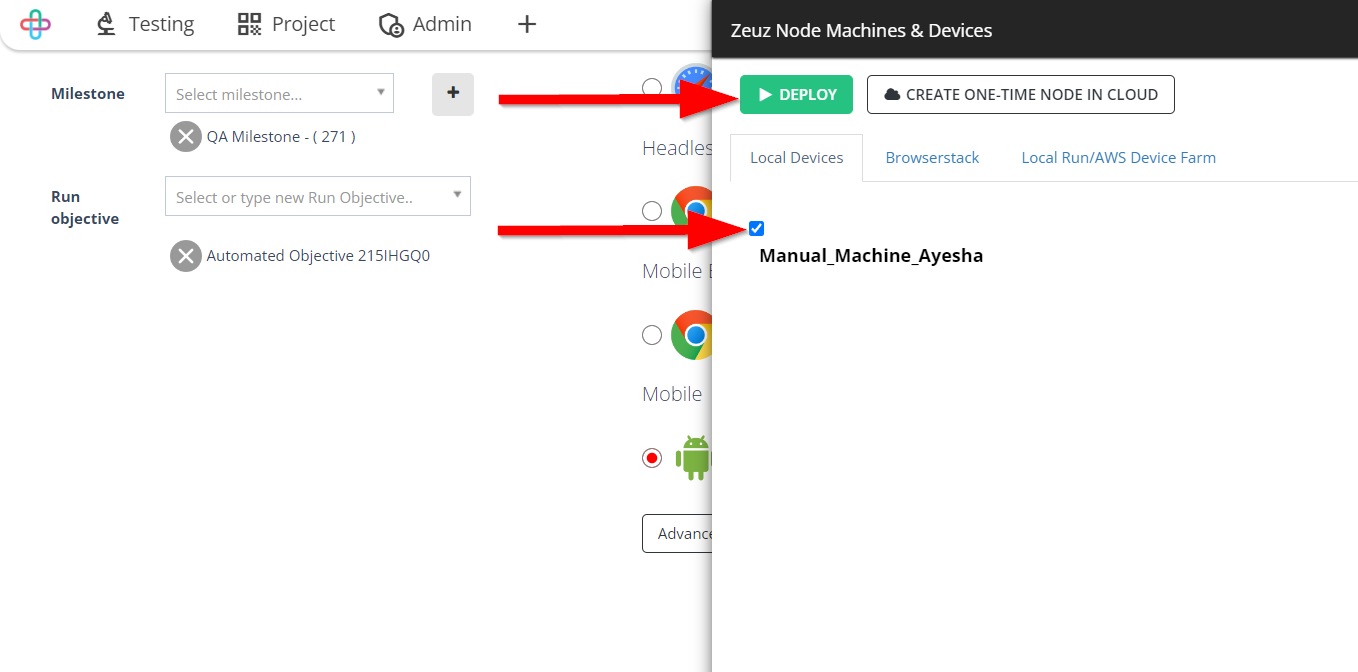 Testing
Project
Admin
Milestone
Select milestone...
QA Milestone - ( 271 )
Run
objective
Select or type new Run Objective..
Automated Objective 215IHGQ0
Mobile
Mobile
Zeuz Node Machines & Devices
DEPLOY
CREATE ONE-TIME NODE IN CLOUD
Local Devices
Browserstack
Local Run/AWS Device Farm
Manual_Machine_Ayesha